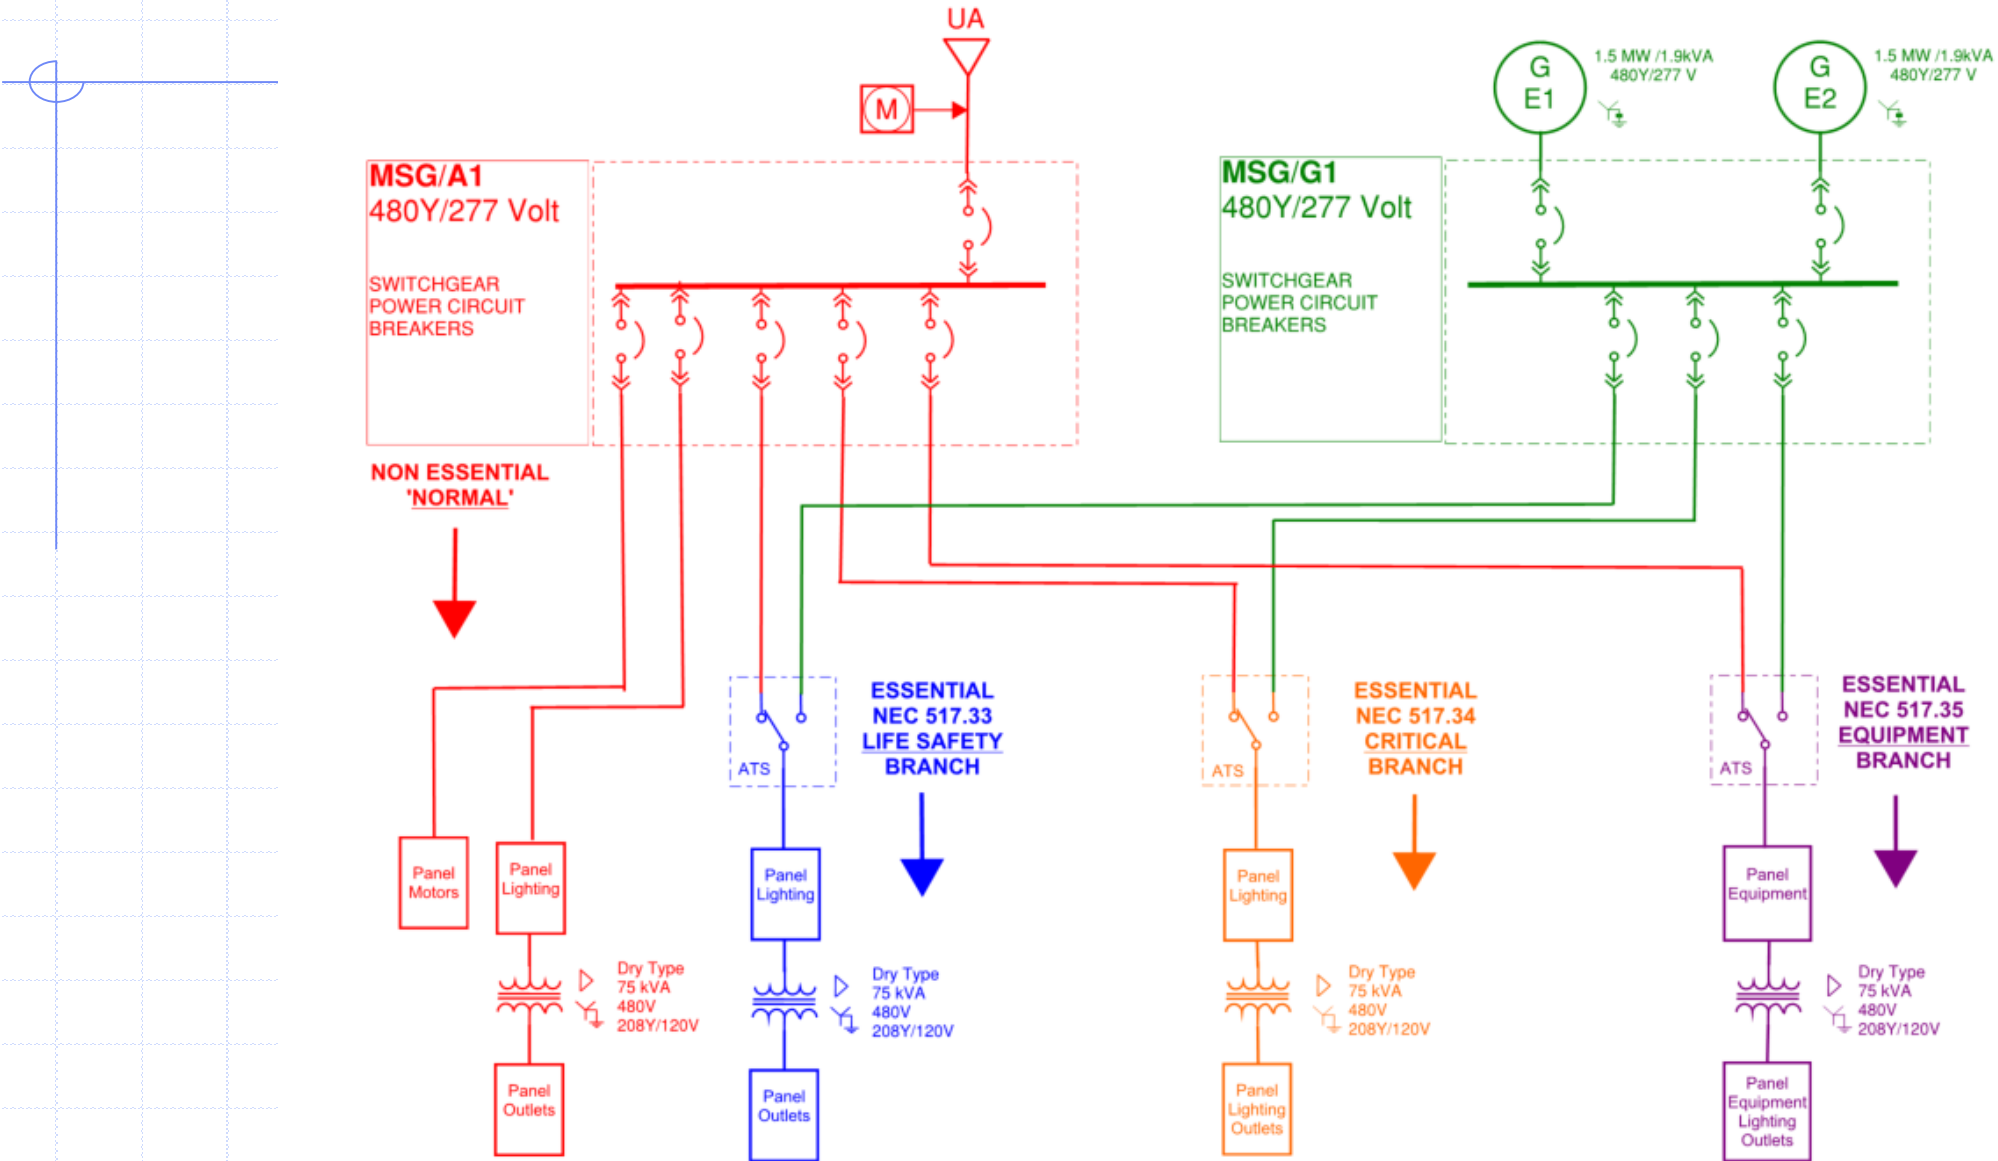 UA
M
G
E1
1.5 MW /1.9kVA
480Y/277 V
G
E2
1.5 MW /1.9kVA
480Y/277 V
MSG/A1
480Y/277 Volt
SWITCHGEAR
POWER CIRCUIT
BREAKERS
MSG/G1
480Y/277 Volt
SWITCHGEAR
POWER CIRCUIT
BREAKERS
NON ESSENTIAL
'NORMAL'
ATS
ESSENTIAL
NEC 517.33
LIFE SAFETY
BRANCH
ATS
ESSENTIAL
NEC 517.34
CRITICAL
BRANCH
ATS
ESSENTIAL
NEC 517.35
EQUIPMENT
BRANCH
Panel
Motors
Panel
Lighting
Panel
Lighting
Panel
Lighting
Panel
Equipment
Dry Type
75 kVA
480V
208Y/120V
Dry Type
75 kVA
480V
208Y/120V
Dry Type
75 kVA
480V
208Y/120V
Dry Type
75 kVA
480V
208Y/120V
Panel
Outlets
Panel
Outlets
Panel
Lighting
Outlets
Panel
Equipment
Lighting
Outlets